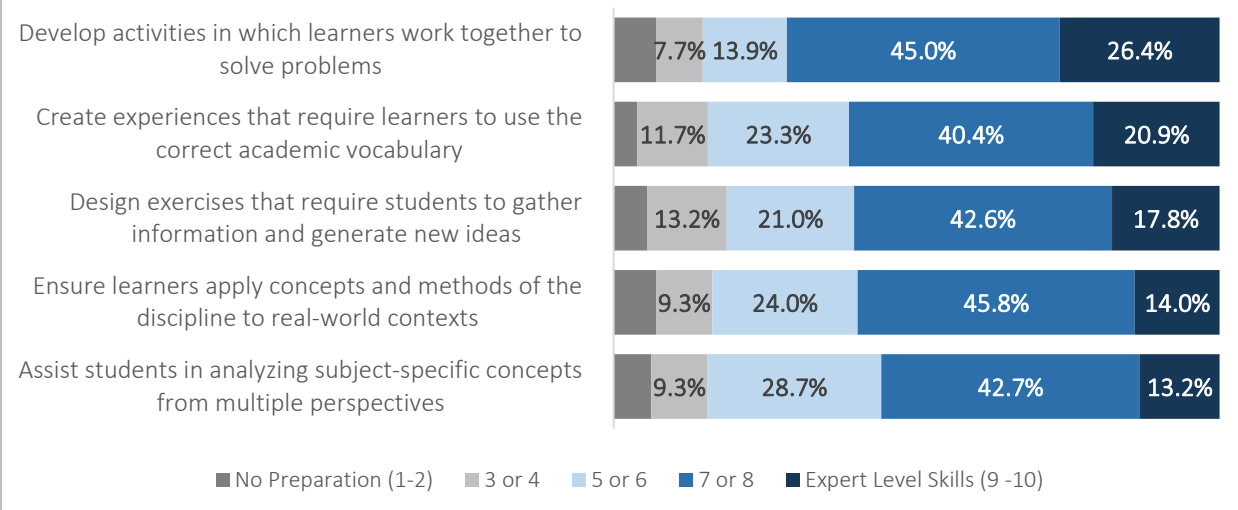 Develop activities in which learners work together to
solve problems
7.7% 13.9% 45.0% 26.4%
Create experiences that require learners to use the
correct academic vocabulary
11.7% 23.3% 40.4% 20.9%
Design exercises that require students to gather
information and generate new ideas
13.2% 21.0% 42.6% 17.8%
Ensure learners apply concepts and methods of the
discipline to real-world contexts
9.3% 24.0% 45.8% 14.0%
Assist students in analyzing subject-specific concepts
from multiple perspectives
9.3% 28.7% 42.7% 13.2%
No Preparation (1-2) 3 or 4 5 or 6 7 or 8 Expert Level Skills (9 -10)